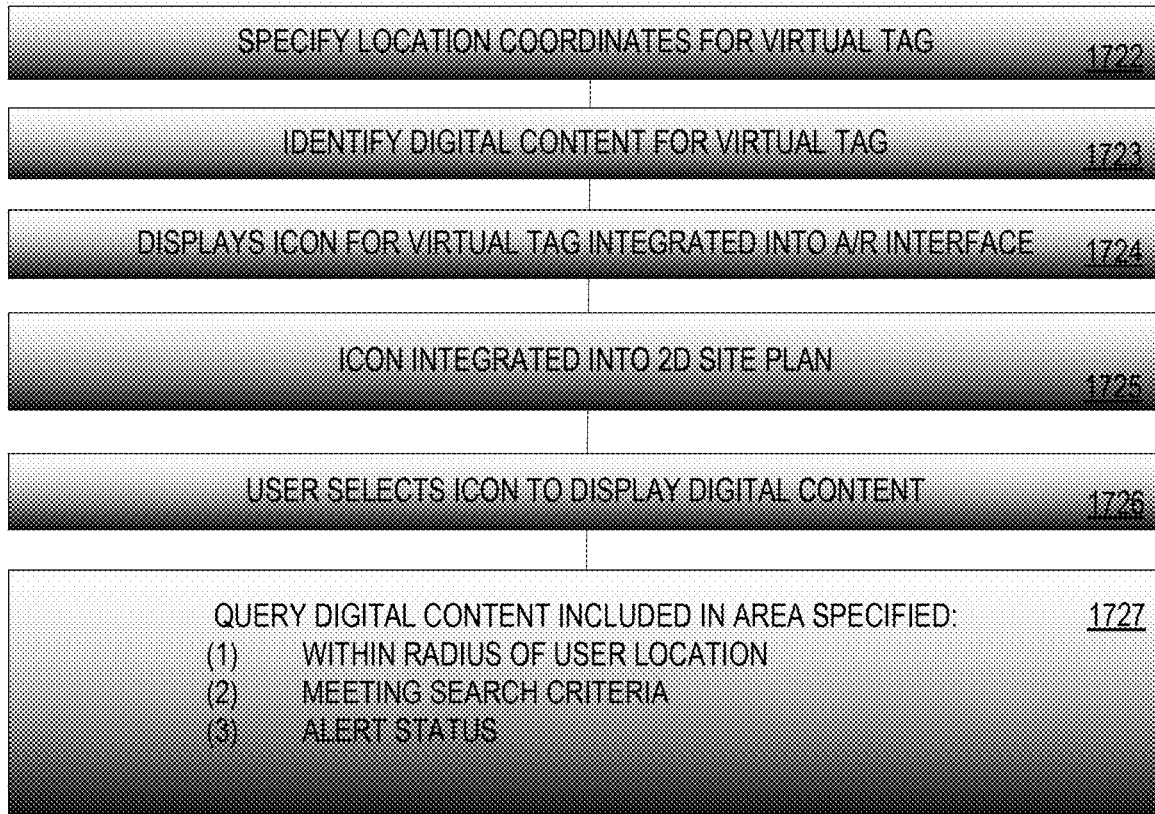 SPECIFY LOCATION COORDINATES FOR VIRTUAL TAG 1722
IDENTIFY DIGITAL CONTENT FOR VIRTUAL TAG 1723
DISPLAYS ICON FOR VIRTUAL TAG INTEGRATED INTO A/R INTERFACE 1724
ICON INTEGRATED INTO 2D SITE PLAN
1725
USER SELECTS ICON TO DISPLAY DIGITAL CONTENT 1726
QUERY DIGITAL CONTENT INCLUDED IN AREA SPECIFIED: 1727
(1) WITHIN RADIUS OF USER LOCATION
(2) MEETING SEARCH CRITERIA
(3) ALERT STATUS